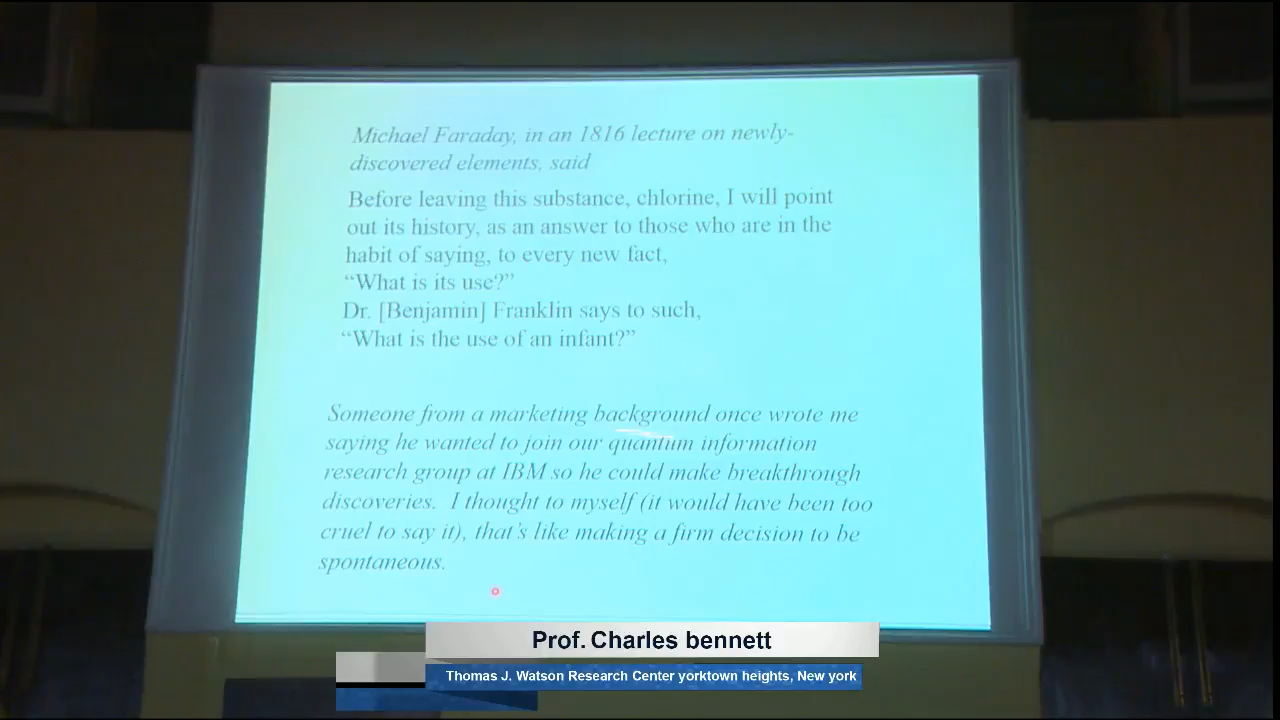 Michael Faraday, in an 1816 lecture on newly-
discovered elements, said
Before leaving this substance, chlorine, I will point
out its history, as an answer to those who are in the
habit of saying, to every new fact,
“What is its use?”
Dr. [Benjamin] Franklin says to such,
“What is the use of an infant?”
Someone from a marketing background once wrote me
saying he wanted to join our quantum information
research group at IBM so he could make breakthrough
discoveries. I thought to myself (it would have been too
cruel to say it), that’s like making a firm decision to be
spontaneous.
Prof. Charles bennett
Thomas J. Watson Research Center yorktown heights, New york